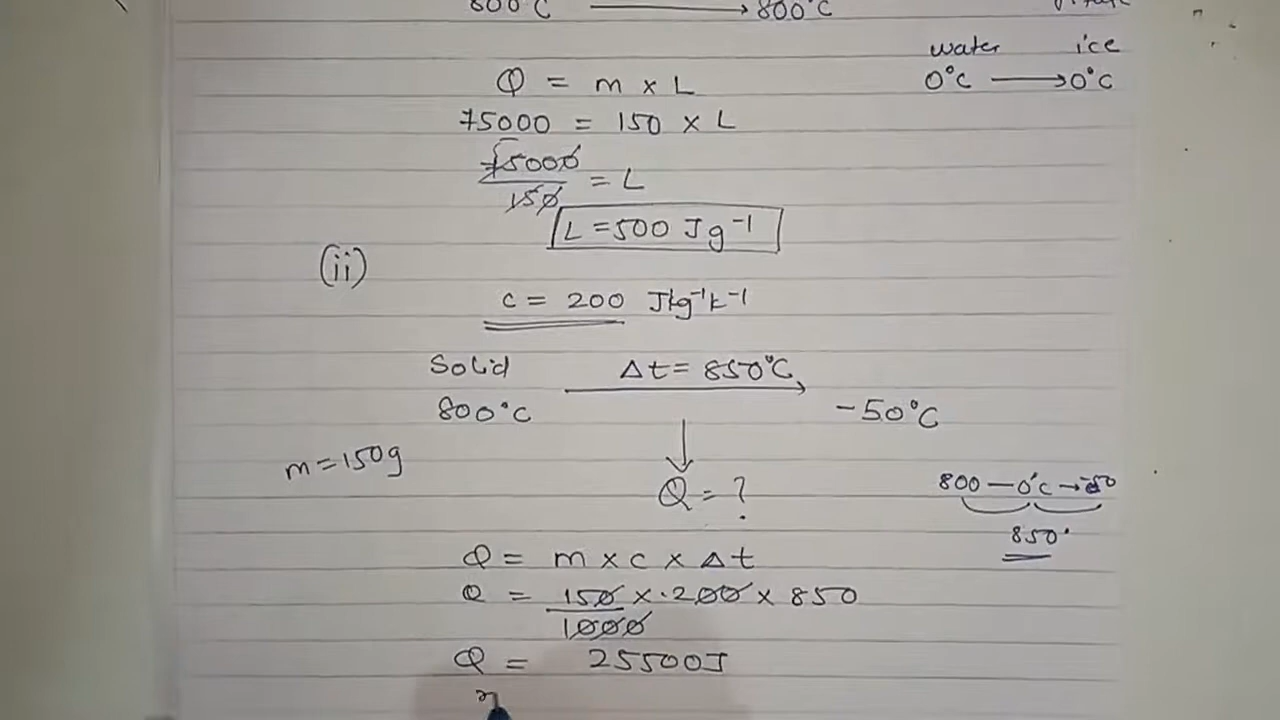 800°C ⟶ 800°C
water ice
Q = m x L
0°C ⟶ 0°C
75000 = 150 x L
75000/150 = L
L = 500 Jg⁻¹
(ii)
c = 200 Jkg⁻¹k⁻¹
Solid Δt = 850°C
800°C ⟶ -50°C
m = 150g
Q = ?
800 — 0°C → -50
850°
Q = m x c x Δt
Q = 150/1000 x 200 x 850
Q = 25500J